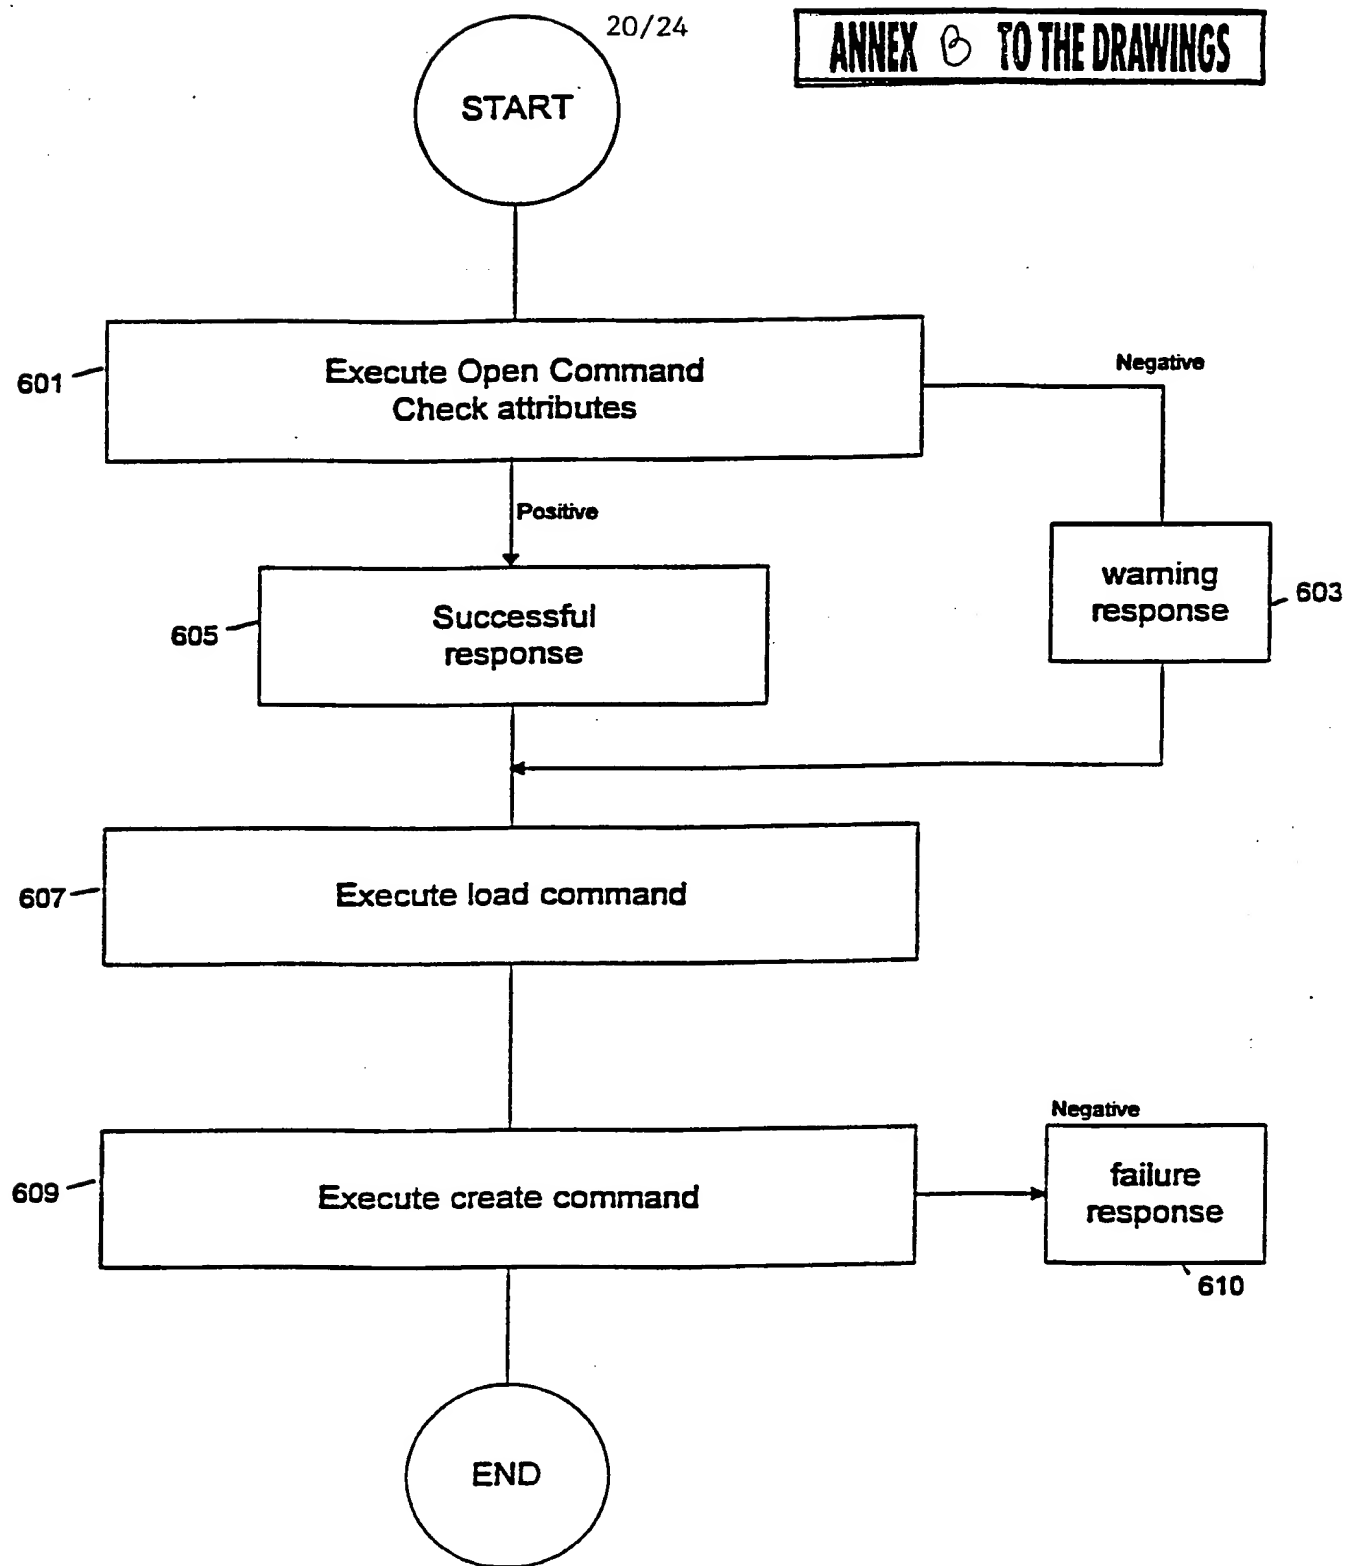 20/24
ANNEX B TO THE DRAWINGS
START
601
Execute Open Command
Check attributes
Negative
Positive
605
Successful
response
warning
response
603
607
Execute load command
609
Execute create command
Negative
failure
response
610
END